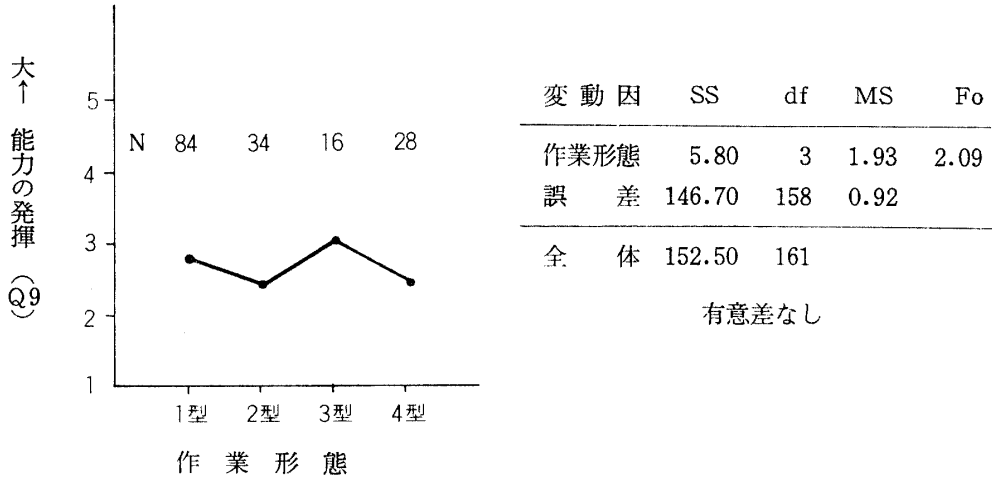 大← 能力の発揮 (Q9)
5
N 84 34 16 28
4
3
2
1
1型 2型 3型 4型
作業形態
変動因 SS df MS Fo
作業形態 5.80 3 1.93 2.09
誤差 146.70 158 0.92
全体 152.50 161
有意差なし